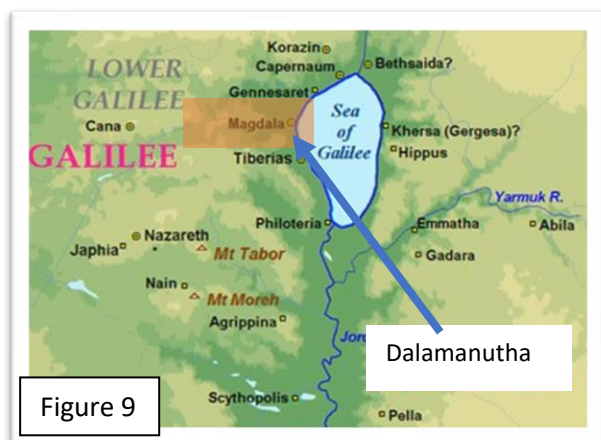 Korazin
Capernaum
Bethsaida?
LOWER
GALILEE
Gennesaret
Sea
of
Galilee
Magdala
Cana
Khersa (Gergesa)?
GALILEE
Hippus
Tiberias
Yarmuk R.
Philoteria
Emmatha
Abila
Nazareth
Japhia
Mt Tabor
Gadara
Nain
Mt Moreh
Agrippina
Dalamanutha
Scythopolis
Pella
Figure 9